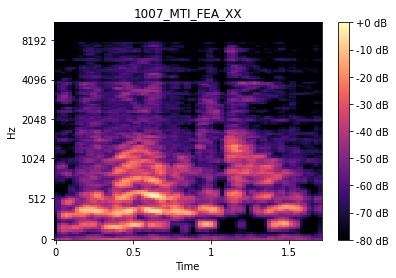 1007_MTI_FEA_XX
8192
4096
2048
1024
512
0
Hz
0
0.5
1
1.5
Time
+0 dB
-10 dB
-20 dB
-30 dB
-40 dB
-50 dB
-60 dB
-70 dB
-80 dB